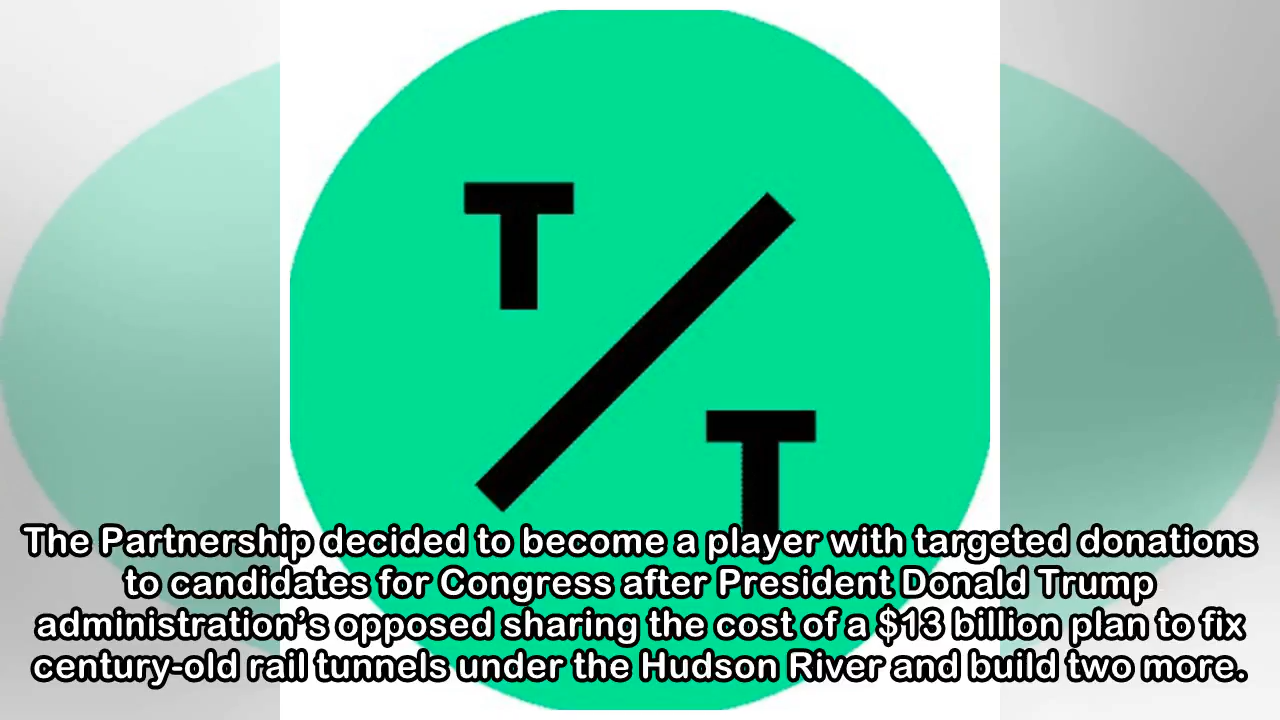 T
T
The Partnership decided to become a player with targeted donations
to candidates for Congress after President Donald Trump
administration’s opposed sharing the cost of a $13 billion plan to fix
century-old rail tunnels under the Hudson River and build two more.